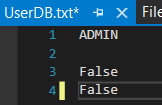 UserDB.txt*
File
1 ADMIN
2
3 False
4 False